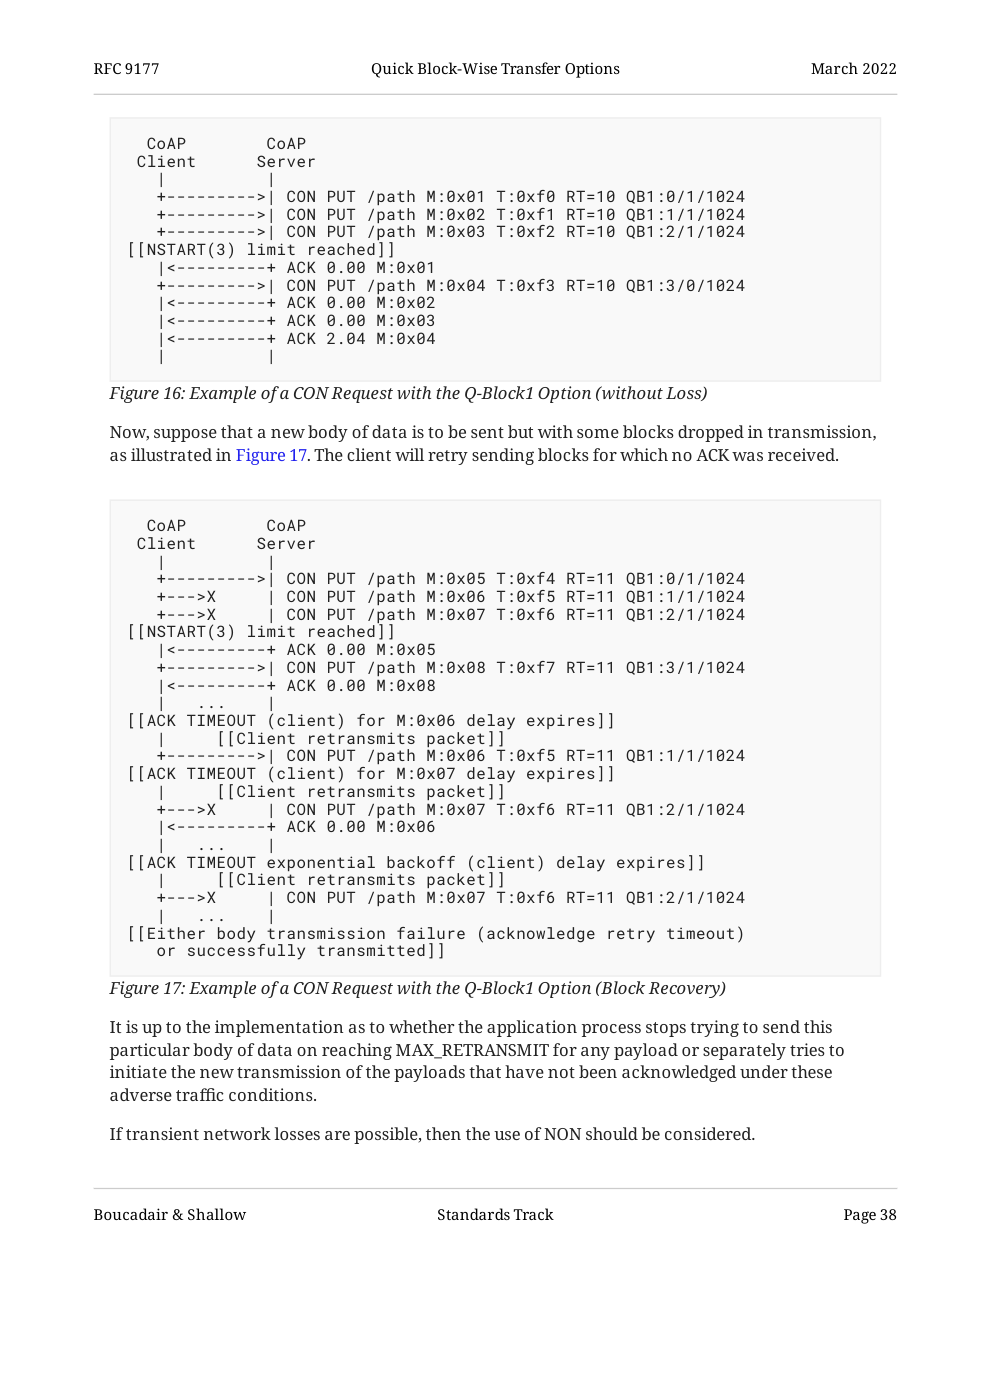 RFC 9177 Quick Block-Wise Transfer Options March 2022
  CoAP        CoAP
 Client      Server
   |          |
   +--------->| CON PUT /path M:0x01 T:0xf0 RT=10 QB1:0/1/1024
   +--------->| CON PUT /path M:0x02 T:0xf1 RT=10 QB1:1/1/1024
   +--------->| CON PUT /path M:0x03 T:0xf2 RT=10 QB1:2/1/1024
[[NSTART(3) limit reached]]
   |<---------+ ACK 0.00 M:0x01
   +--------->| CON PUT /path M:0x04 T:0xf3 RT=10 QB1:3/0/1024
   |<---------+ ACK 0.00 M:0x02
   |<---------+ ACK 0.00 M:0x03
   |<---------+ ACK 2.04 M:0x04
   |          |
Figure 16: Example of a CON Request with the Q-Block1 Option (without Loss)
Now, suppose that a new body of data is to be sent but with some blocks dropped in transmission,
as illustrated in Figure 17. The client will retry sending blocks for which no ACK was received.
  CoAP        CoAP
 Client      Server
   |          |
   +--------->| CON PUT /path M:0x05 T:0xf4 RT=11 QB1:0/1/1024
   +--->X     | CON PUT /path M:0x06 T:0xf5 RT=11 QB1:1/1/1024
   +--->X     | CON PUT /path M:0x07 T:0xf6 RT=11 QB1:2/1/1024
[[NSTART(3) limit reached]]
   |<---------+ ACK 0.00 M:0x05
   +--------->| CON PUT /path M:0x08 T:0xf7 RT=11 QB1:3/1/1024
   |<---------+ ACK 0.00 M:0x08
   |   ...    |
[[ACK TIMEOUT (client) for M:0x06 delay expires]]
   |     [[Client retransmits packet]]
   +--------->| CON PUT /path M:0x06 T:0xf5 RT=11 QB1:1/1/1024
[[ACK TIMEOUT (client) for M:0x07 delay expires]]
   |     [[Client retransmits packet]]
   +--->X     | CON PUT /path M:0x07 T:0xf6 RT=11 QB1:2/1/1024
   |<---------+ ACK 0.00 M:0x06
   |   ...    |
[[ACK TIMEOUT exponential backoff (client) delay expires]]
   |     [[Client retransmits packet]]
   +--->X     | CON PUT /path M:0x07 T:0xf6 RT=11 QB1:2/1/1024
   |   ...    |
[[Either body transmission failure (acknowledge retry timeout)
   or successfully transmitted]]
Figure 17: Example of a CON Request with the Q-Block1 Option (Block Recovery)
It is up to the implementation as to whether the application process stops trying to send this
particular body of data on reaching MAX_RETRANSMIT for any payload or separately tries to
initiate the new transmission of the payloads that have not been acknowledged under these
adverse traffic conditions.
If transient network losses are possible, then the use of NON should be considered.
Boucadair & Shallow Standards Track Page 38